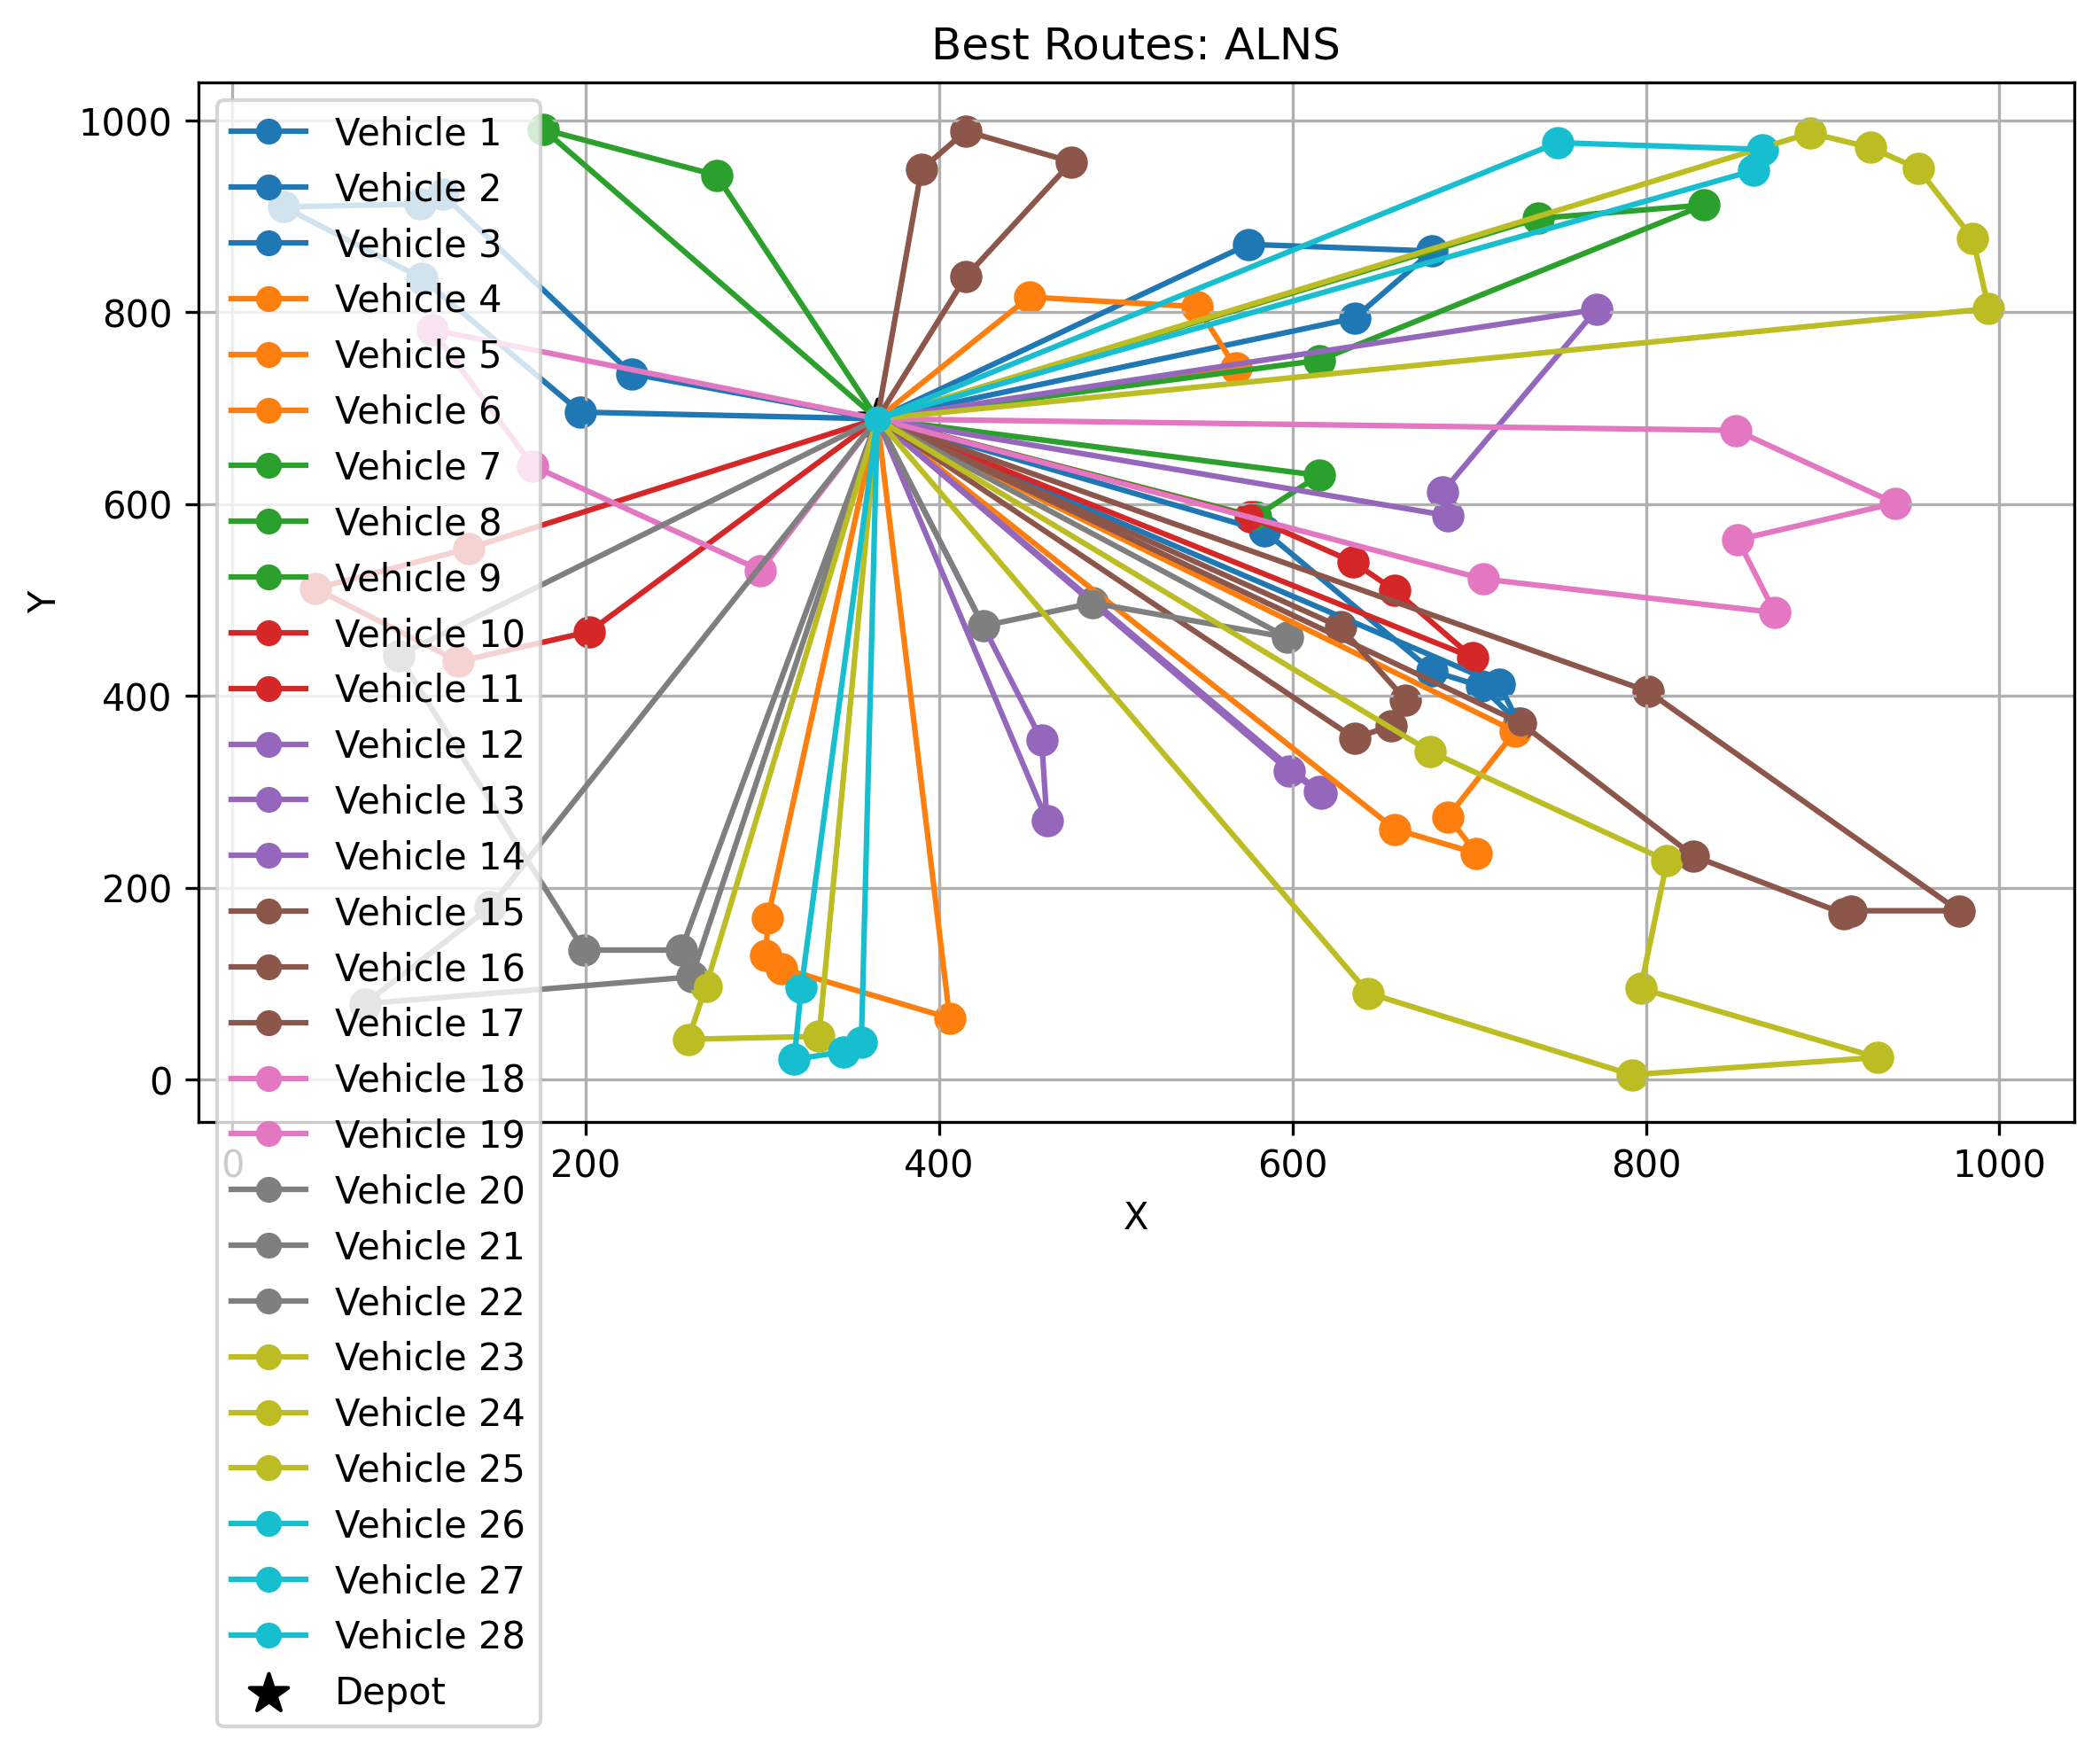 Best Routes: ALNS
Y
1000
800
600
400
200
0
Vehicle 1
Vehicle 2
Vehicle 3
Vehicle 4
Vehicle 5
Vehicle 6
Vehicle 7
Vehicle 8
Vehicle 9
Vehicle 10
Vehicle 11
Vehicle 12
Vehicle 13
Vehicle 14
Vehicle 15
Vehicle 16
Vehicle 17
Vehicle 18
Vehicle 19
Vehicle 20
Vehicle 21
Vehicle 22
Vehicle 23
Vehicle 24
Vehicle 25
Vehicle 26
Vehicle 27
Vehicle 28
Depot
0 200 400 600 800 1000
X